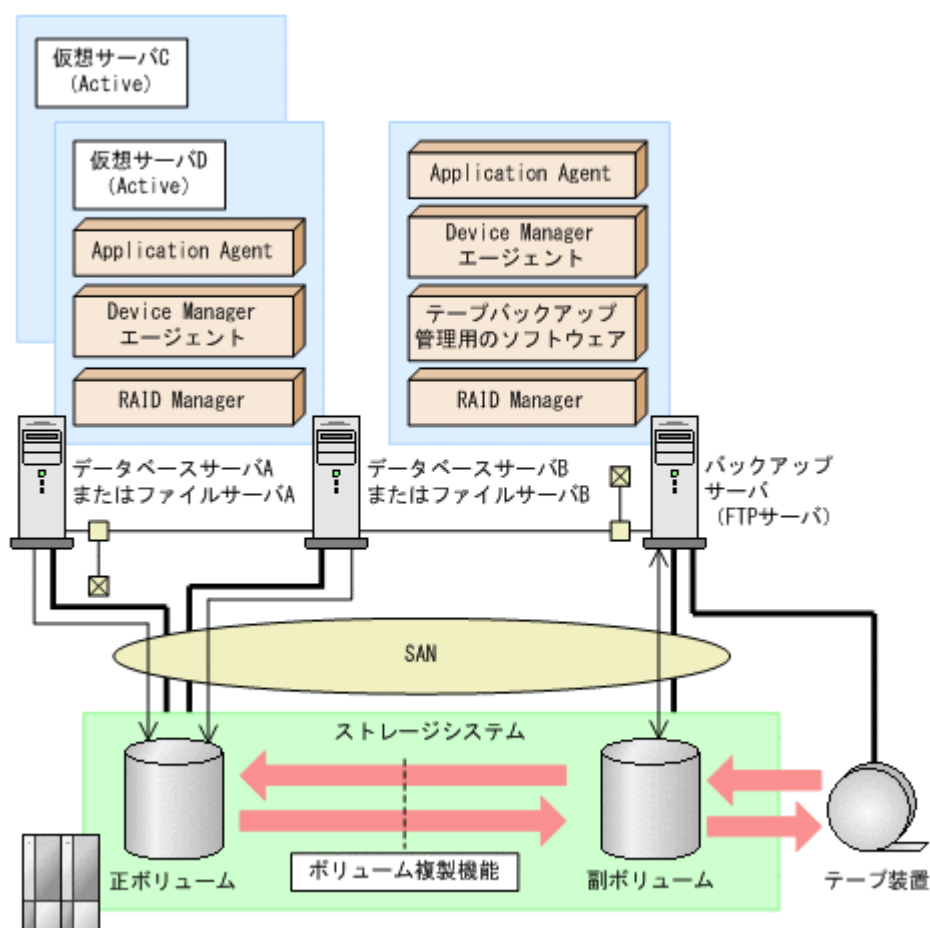 仮想サーバC
(Active)
仮想サーバD
(Active)
Application Agent
Device Manager
エージェント
RAID Manager
Application Agent
Device Manager
エージェント
テープバックアップ
管理用のソフトウェア
RAID Manager
データベースサーバA
またはファイルサーバA
データベースサーバB
またはファイルサーバB
バックアップ
サーバ
(FTPサーバ)
SAN
ストレージシステム
正ボリューム
ボリューム複製機能
副ボリューム
テープ装置